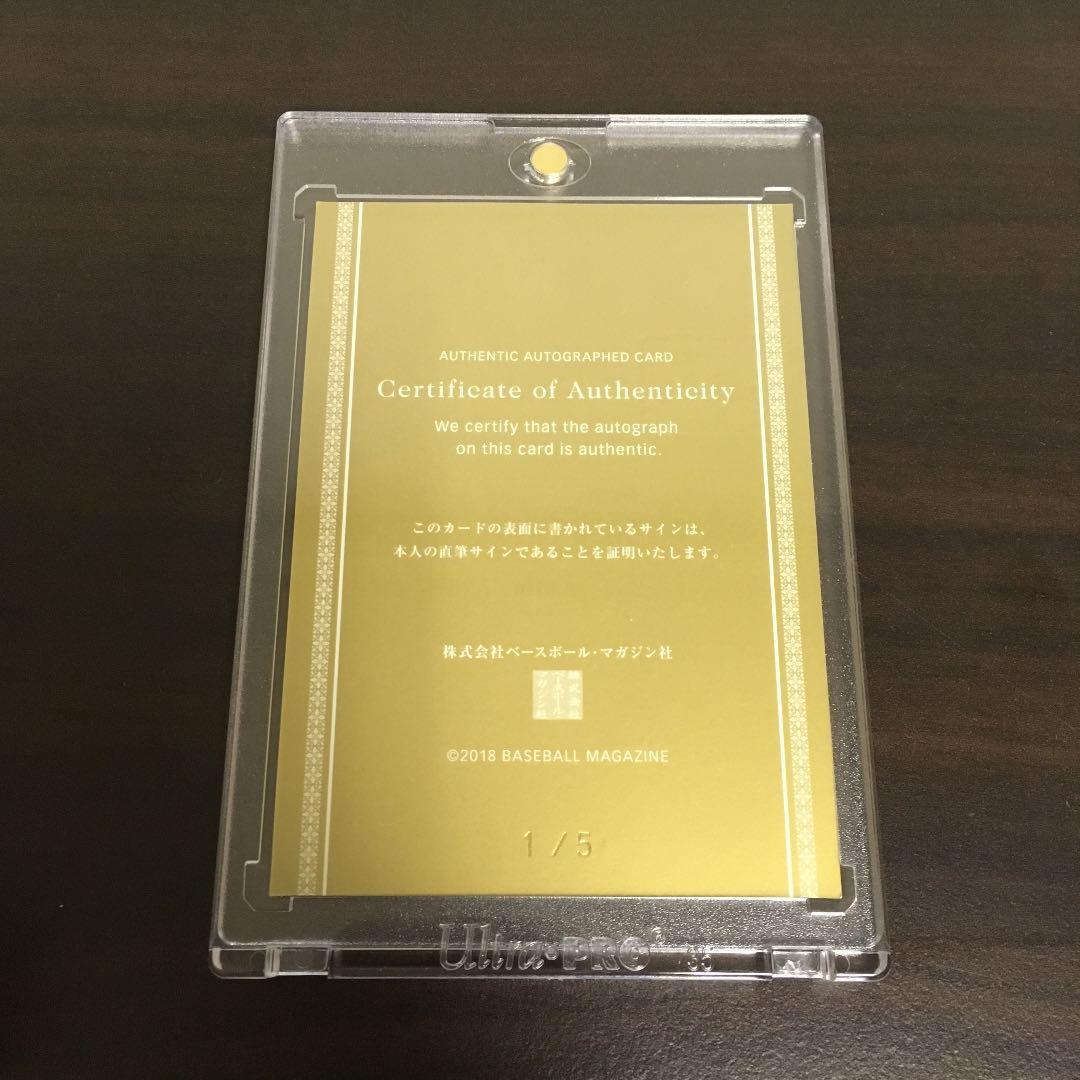 AUTHENTIC AUTOGRAPHED CARD
Certificate of Authenticity
We certify that the autograph
on this card is authentic.
このカードの表面に書かれているサインは、
本人の直筆サインであることを証明いたします。
株式会社ベースボール・マガジン社
©2018 BASEBALL MAGAZINE
1 / 5
Ultra·PRO